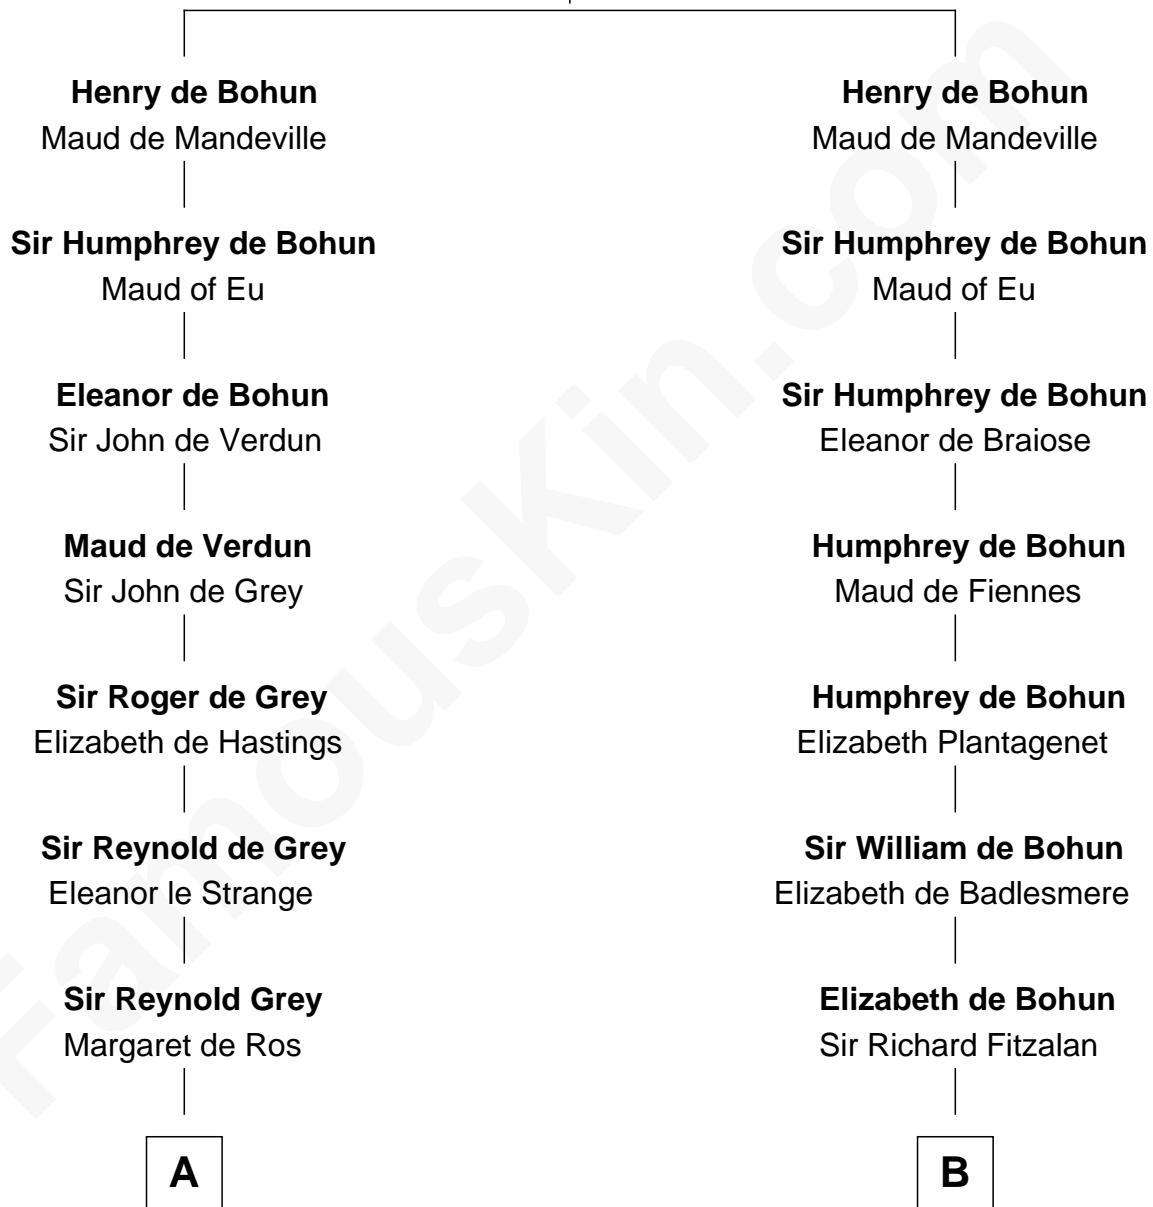 Henry de Bohun
Maud de Mandeville
Sir Humphrey de Bohun
Maud of Eu
Eleanor de Bohun
Sir John de Verdun
Maud de Verdun
Sir John de Grey
Sir Roger de Grey
Elizabeth de Hastings
Sir Reynold de Grey
Eleanor le Strange
Sir Reynold Grey
Margaret de Ros
A
Henry de Bohun
Maud de Mandeville
Sir Humphrey de Bohun
Maud of Eu
Sir Humphrey de Bohun
Eleanor de Braiose
Humphrey de Bohun
Maud de Fiennes
Humphrey de Bohun
Elizabeth Plantagenet
Sir William de Bohun
Elizabeth de Badlesmere
Elizabeth de Bohun
Sir Richard Fitzalan
B
FamousKin.com